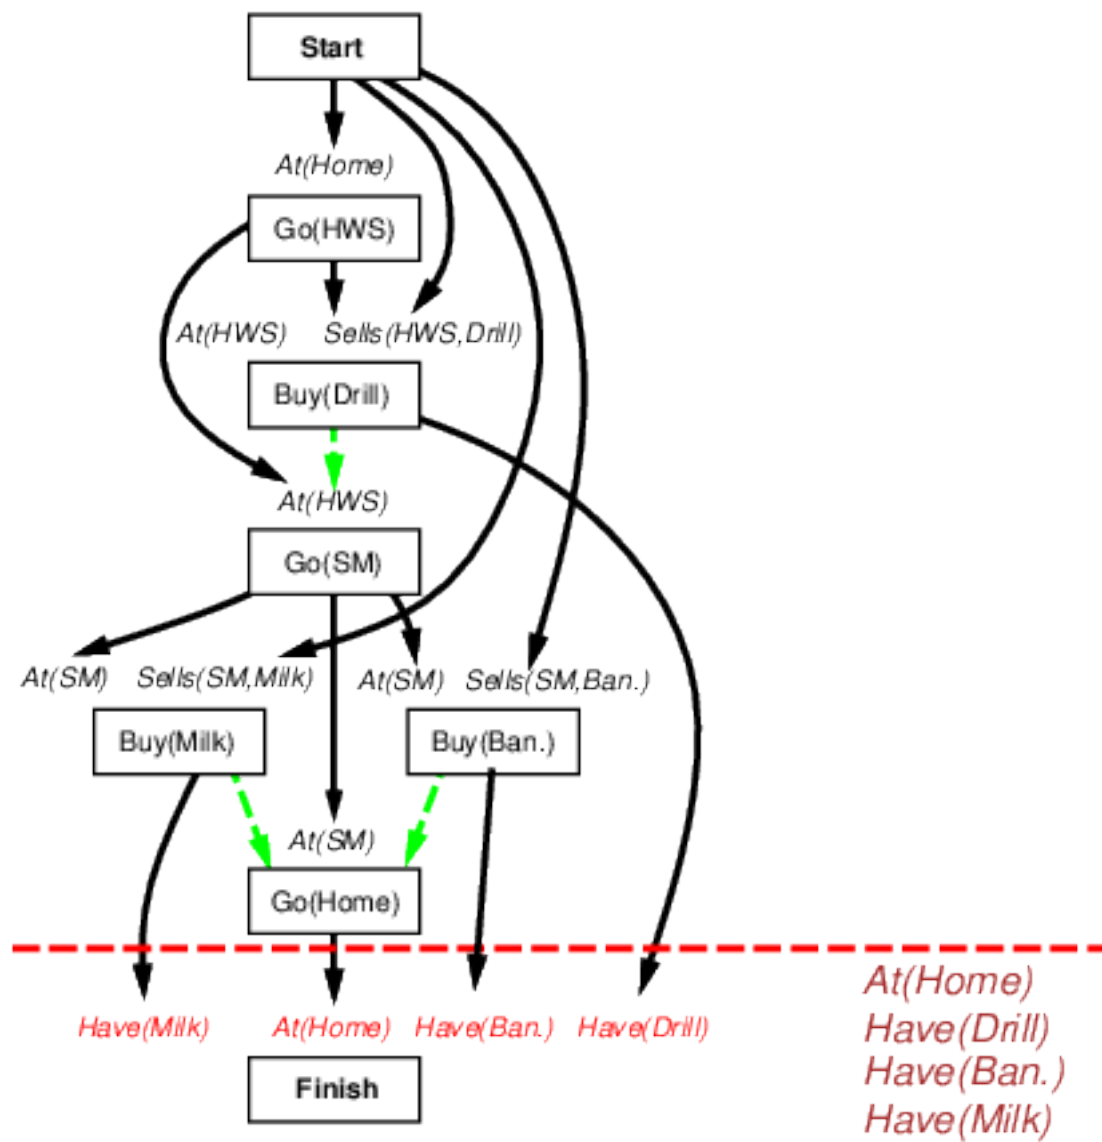 Start
At(Home)
Go(HWS)
At(HWS) Sells(HWS,Drill)
Buy(Drill)
At(HWS)
Go(SM)
At(SM) Sells(SM,Milk) At(SM) Sells(SM,Ban.)
Buy(Milk) Buy(Ban.)
At(SM)
Go(Home)
Have(Milk) At(Home) Have(Ban.) Have(Drill)
Finish
At(Home)
Have(Drill)
Have(Ban.)
Have(Milk)